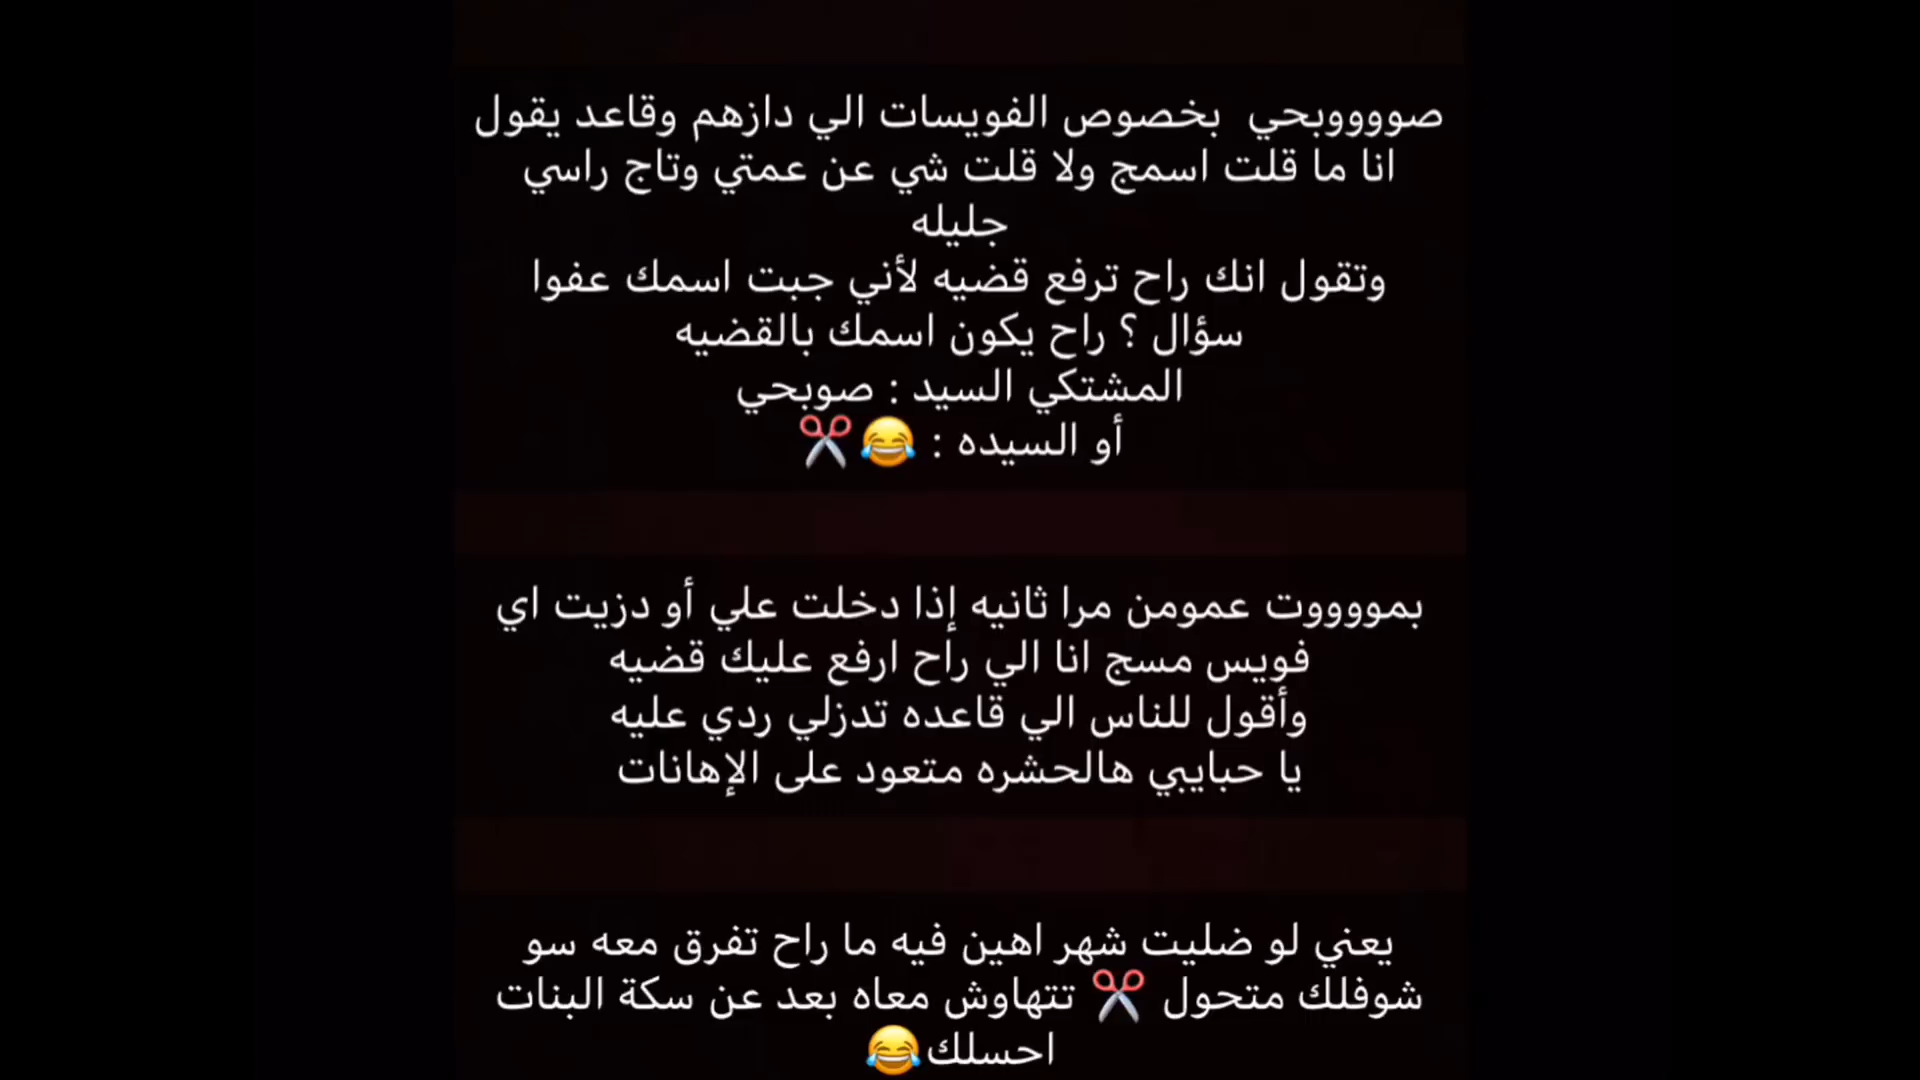 صووووبحي بخصوص الفويسات الي دازهم وقاعد يقول
انا ما قلت اسمج ولا قلت شي عن عمتي وتاج راسي
جليله
وتقول انك راح ترفع قضيه لأني جبت اسمك عفوا
سؤال ؟ راح يكون اسمك بالقضيه
المشتكي السيد : صوبحي
أو السيده : 😂✂️
بموووووت عمومن مرا ثانيه إذا دخلت علي أو دزيت اي
فويس مسج انا الي راح ارفع عليك قضيه
وأقول للناس الي قاعده تدزلي ردي عليه
يا حبايبي هالحشره متعود على الإهانات
يعني لو ضليت شهر اهين فيه ما راح تفرق معه سو
شوفلك متحول ✂️ تتهاوش معاه بعد عن سكة البنات
احسلك😂